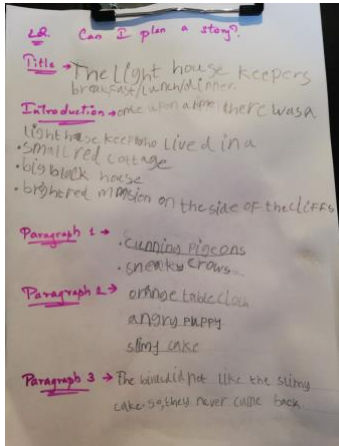 LQ. Can I plan a story?
Title → The Light house keepers
breakfast/lunch/dinner.
Introduction → once upon a time, there was a
light house keeper who lived in a
• small red cottage
• big black house
• bright red mansion on the side of the cliffs
Paragraph 1 →
• cunning pigeons
• sneaky crows
Paragraph 2 → orange table cloth
angry puppy
slimy cake
Paragraph 3 → The birds did not like the slimy
cake. so, they never came back.